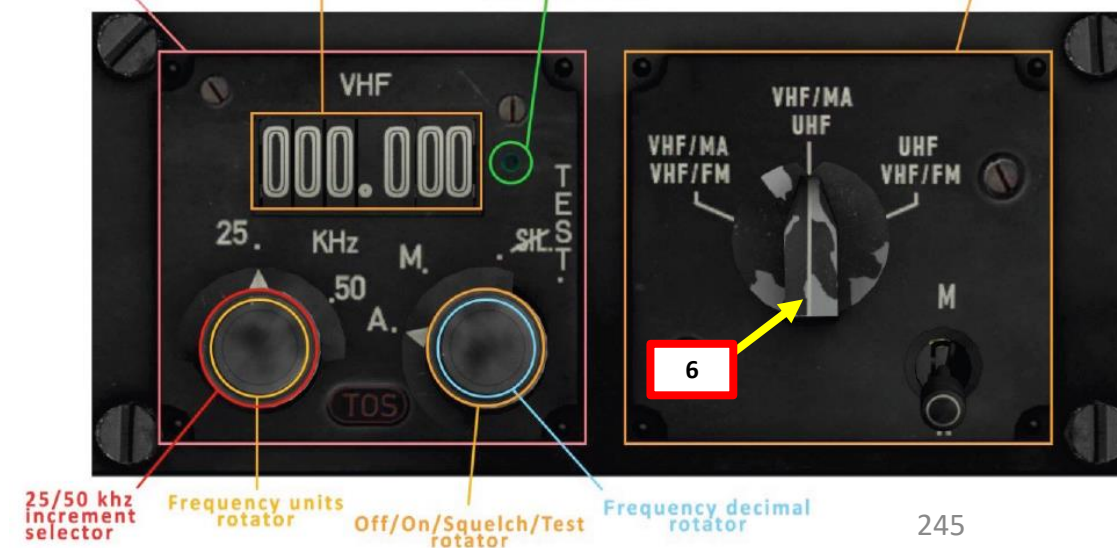 VHF
000.000
TEST.
25.
KHz
.50
M.
. SIL.
A.
TOS
VHF/MA
UHF
VHF/MA
VHF/FM
UHF
VHF/FM
M
6
25/50 khz
increment
selector
Frequency units
rotator
Off/On/Squelch/Test
rotator
Frequency decimal
rotator
245